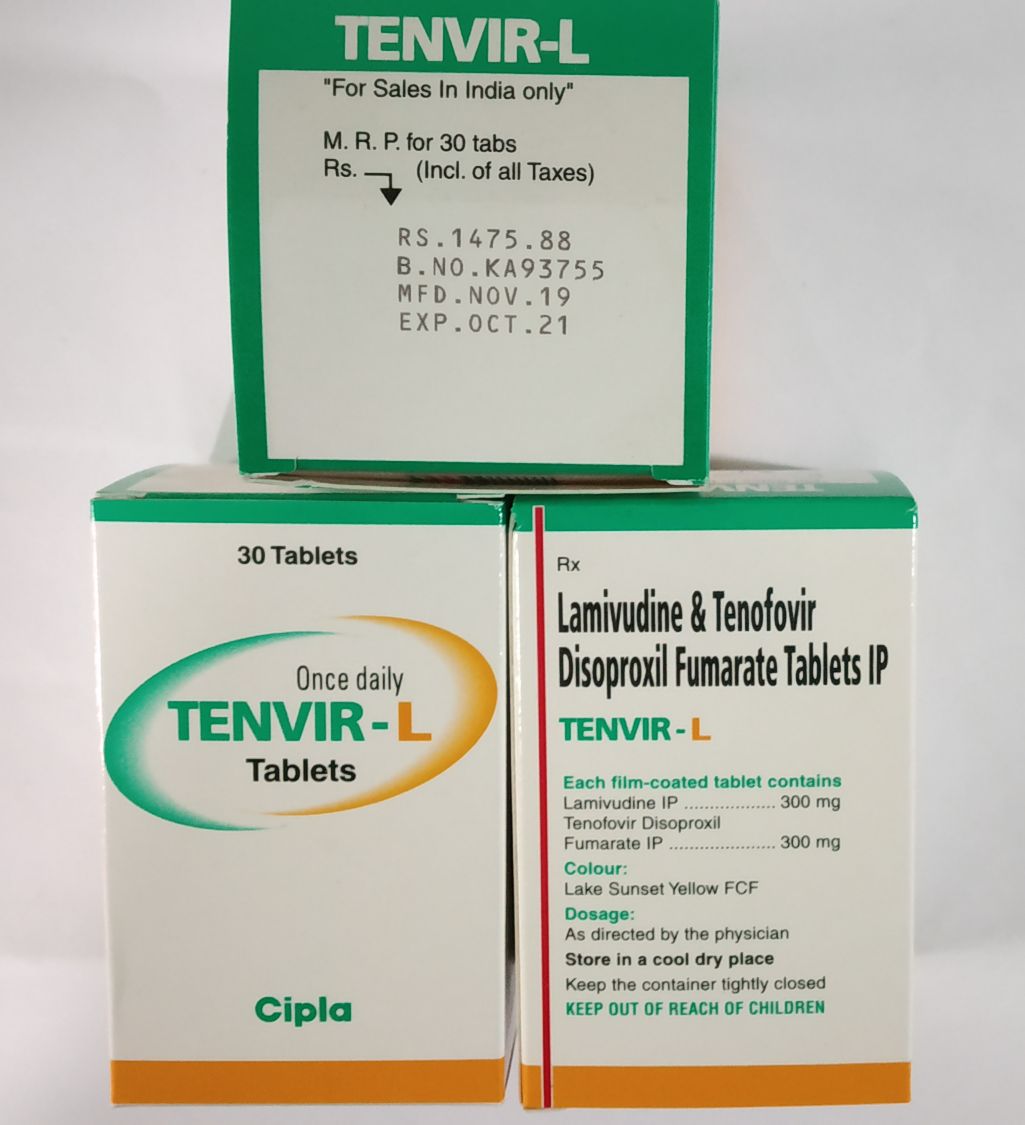 TENVIR-L
"For Sales In India only"
M. R. P. for 30 tabs
Rs. (Incl. of all Taxes)
RS.1475.88
B.NO.KA93755
MFD.NOV.19
EXP.OCT.21
30 Tablets
Once daily
TENVIR-L
Tablets
Cipla
Rx
Lamivudine & Tenofovir
Disoproxil Fumarate Tablets IP
TENVIR-L
Each film-coated tablet contains
Lamivudine IP .................. 300 mg
Tenofovir Disoproxil
Fumarate IP ..................... 300 mg
Colour:
Lake Sunset Yellow FCF
Dosage:
As directed by the physician
Store in a cool dry place
Keep the container tightly closed
KEEP OUT OF REACH OF CHILDREN